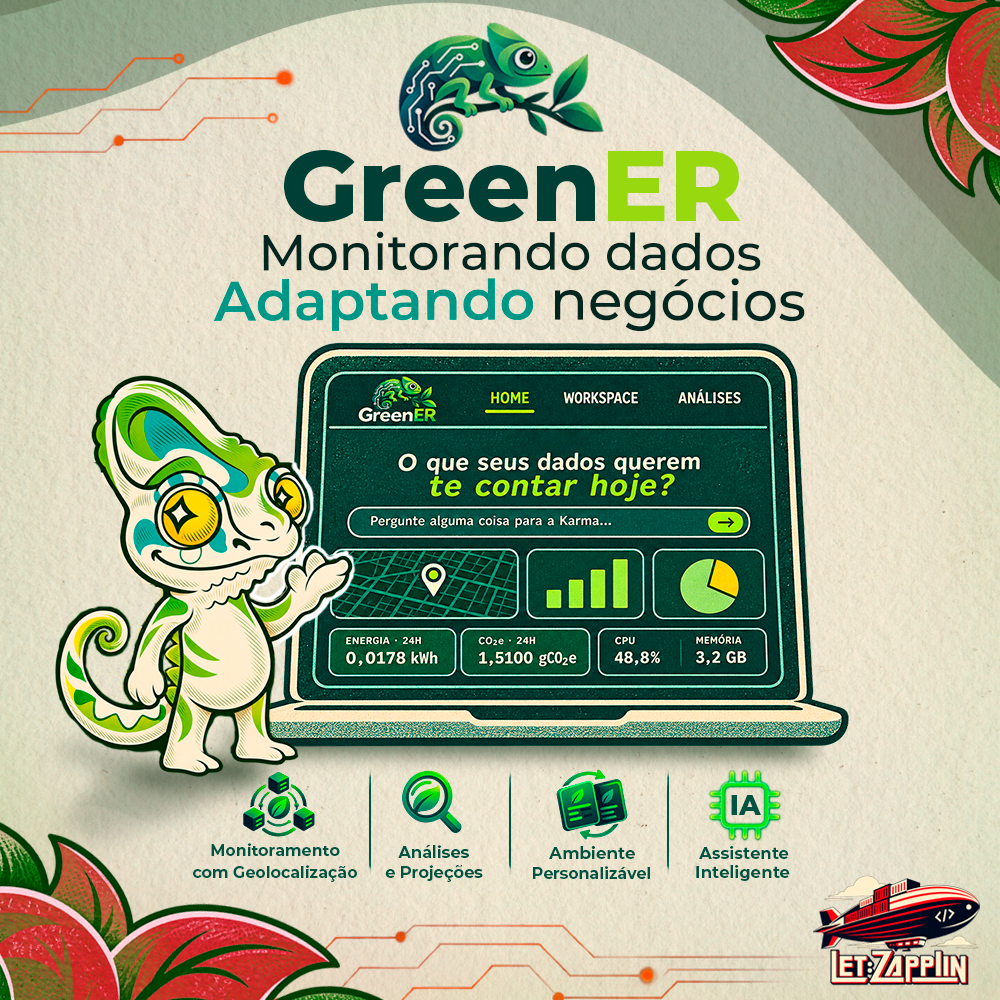 GreenER
Monitorando dados
Adaptando negócios
GreenER
HOME WORKSPACE ANÁLISES
O que seus dados querem
te contar hoje?
Pergunte alguma coisa para a Karma... →
ENERGIA · 24H
0,0178 kWh
CO₂e · 24H
1,5100 gCO₂e
CPU
48,8%
MEMÓRIA
3,2 GB
Monitoramento
com Geolocalização
Análises
e Projeções
Ambiente
Personalizável
IA
Assistente
Inteligente
</>
LET:ZAPPLIN